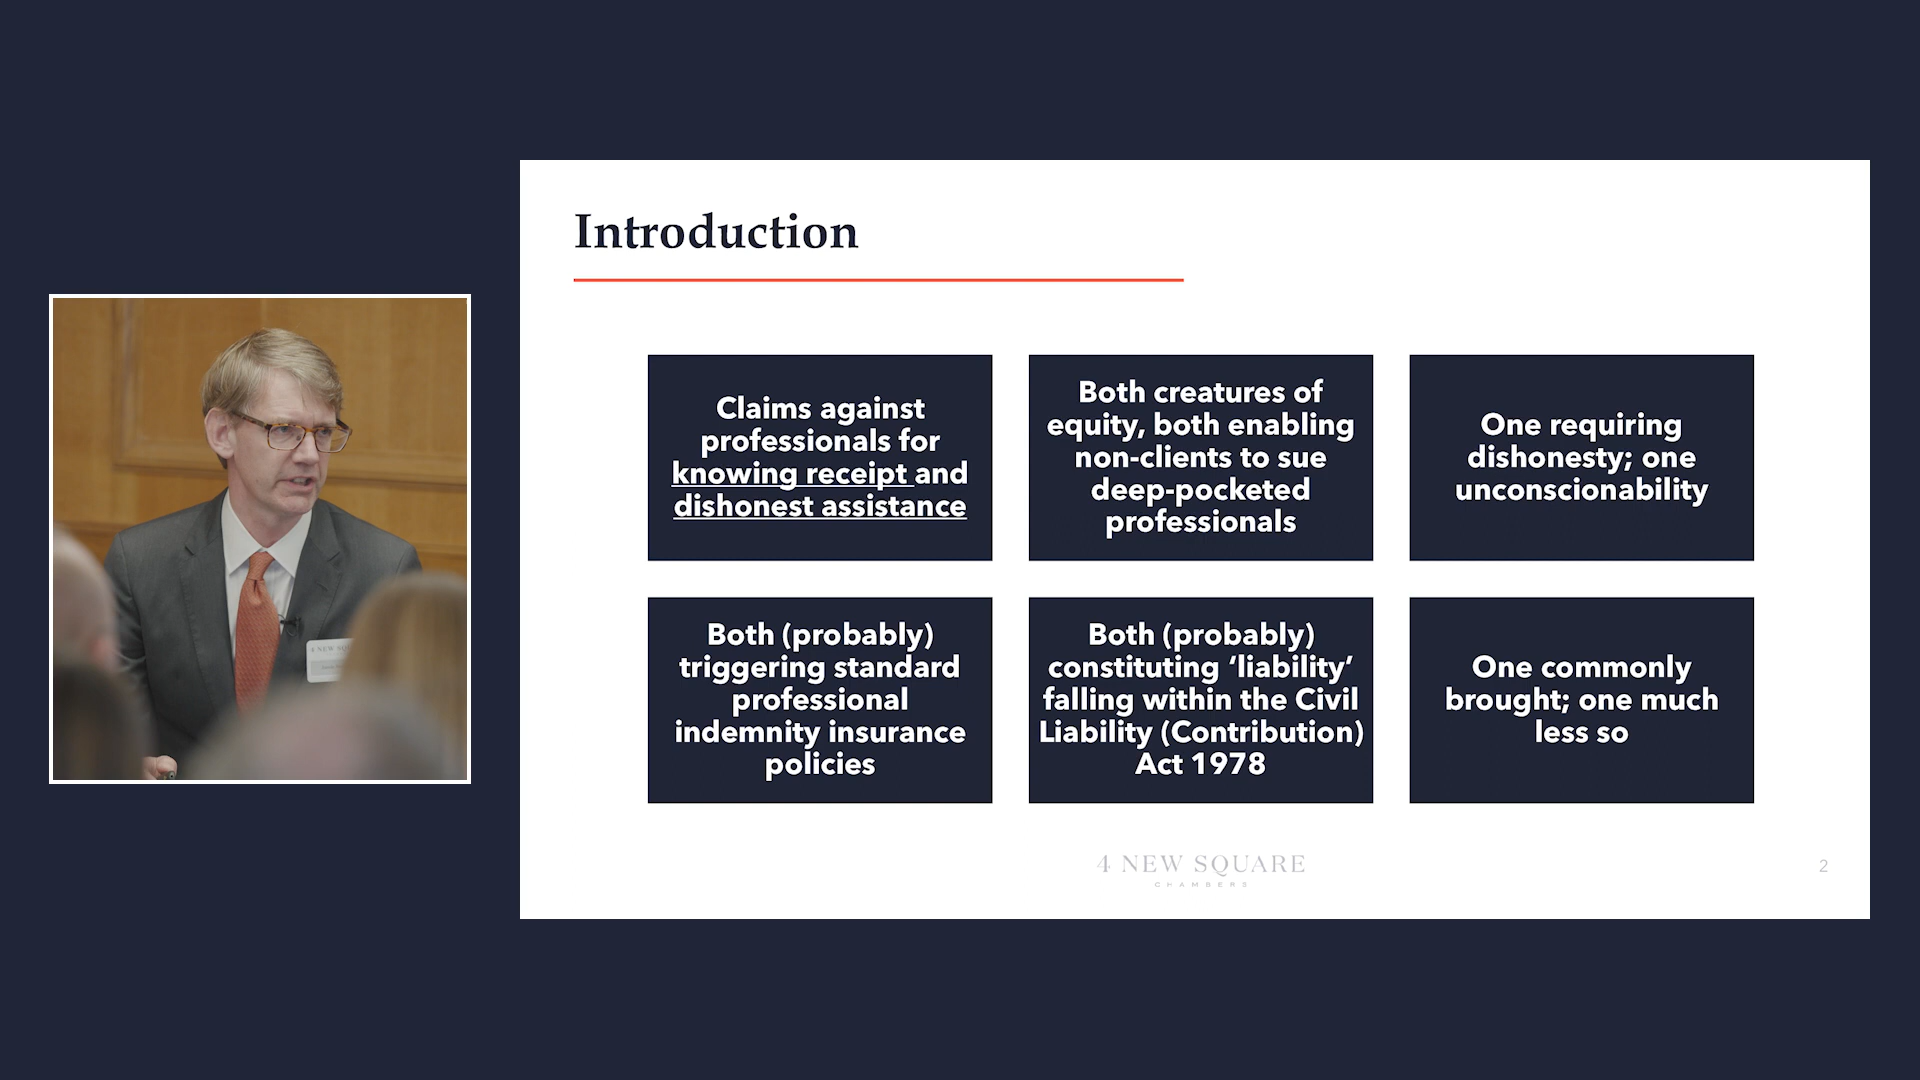 Introduction
Claims against
professionals for
knowing receipt and
dishonest assistance
Both creatures of
equity, both enabling
non-clients to sue
deep-pocketed
professionals
One requiring
dishonesty; one
unconscionability
Both (probably)
triggering standard
professional
indemnity insurance
policies
Both (probably)
constituting ‘liability’
falling within the Civil
Liability (Contribution)
Act 1978
One commonly
brought; one much
less so
4 NEW SQUARE
CHAMBERS
2